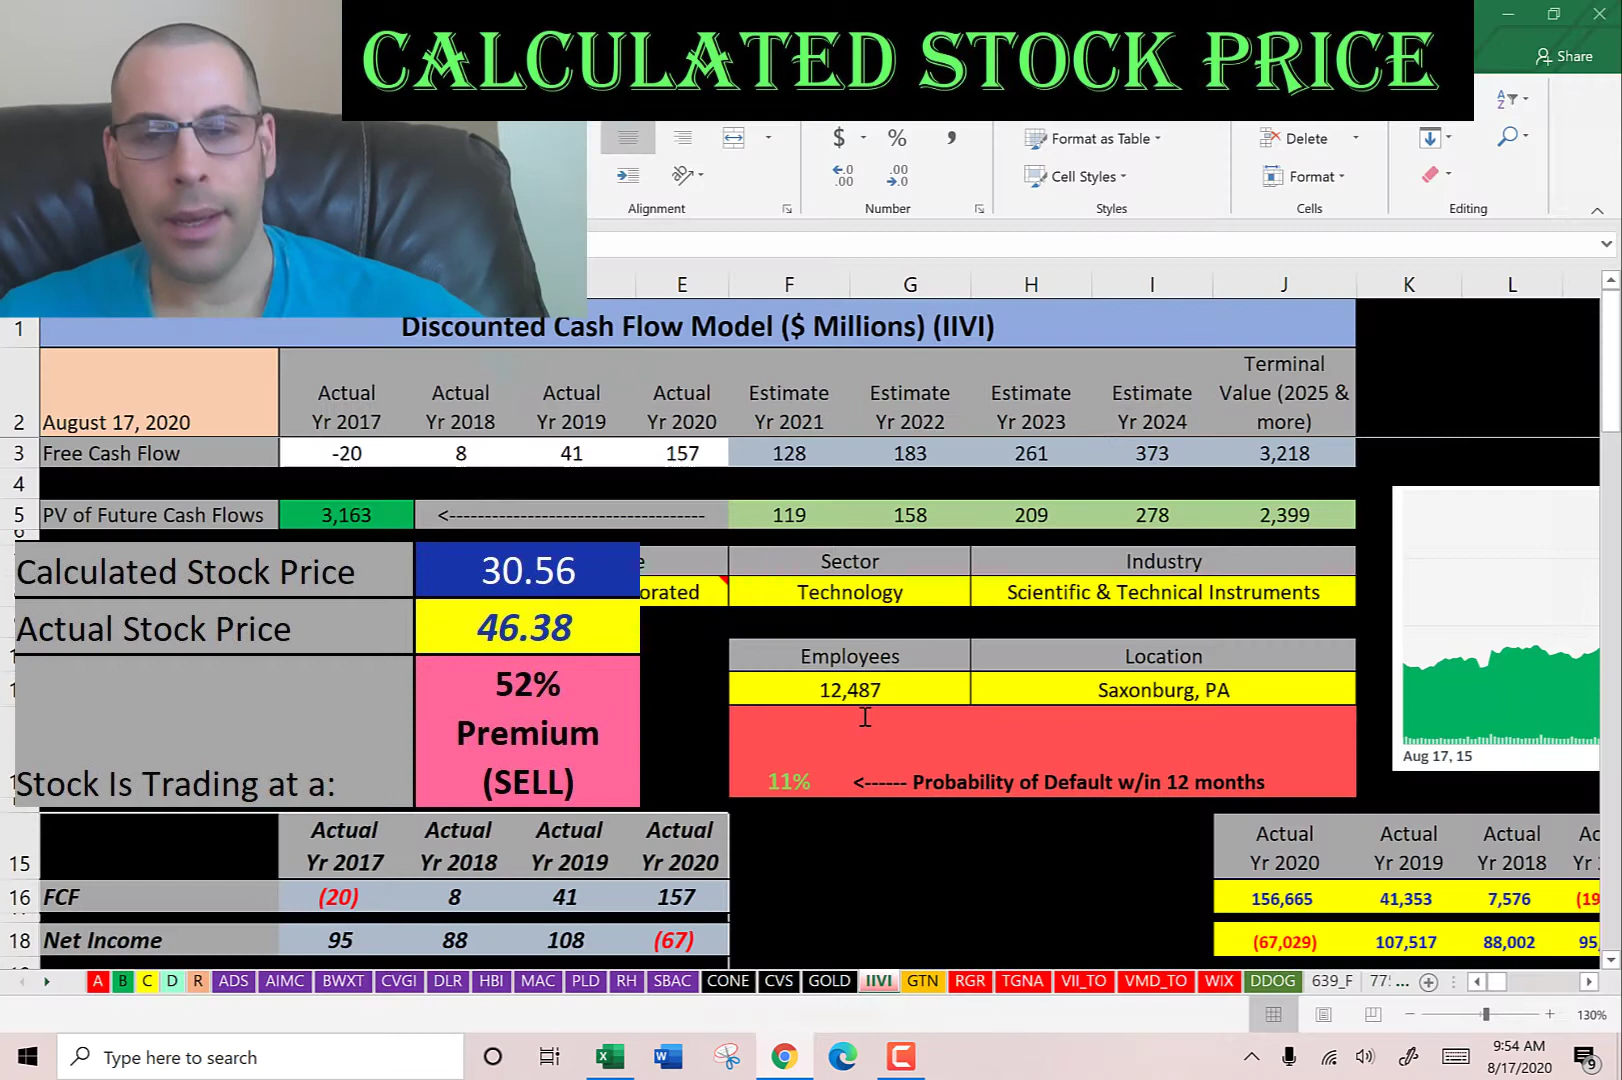 CALCULATED STOCK PRICE
Share
Format as Table
Delete
Cell Styles
Format
Alignment
Number
Styles
Cells
Editing
E F G H I J K L
1 Discounted Cash Flow Model ($ Millions) (IIVI)
2 August 17, 2020 Actual Yr 2017 Actual Yr 2018 Actual Yr 2019 Actual Yr 2020 Estimate Yr 2021 Estimate Yr 2022 Estimate Yr 2023 Estimate Yr 2024 Terminal Value (2025 & more)
3 Free Cash Flow -20 8 41 157 128 183 261 373 3,218
4
5 PV of Future Cash Flows 3,163 <------------------------------------ 119 158 209 278 2,399
6
Calculated Stock Price 30.56
Actual Stock Price 46.38
Stock Is Trading at a: 52% Premium (SELL)
e Sector Industry
orated Technology Scientific & Technical Instruments
Employees Location
12,487 Saxonburg, PA
11% <------ Probability of Default w/in 12 months
Aug 17, 15
15 Actual Yr 2017 Actual Yr 2018 Actual Yr 2019 Actual Yr 2020 Actual Yr 2020 Actual Yr 2019 Actual Yr 2018 Ac Yr
16 FCF (20) 8 41 157 156,665 41,353 7,576 (19
18 Net Income 95 88 108 (67) (67,029) 107,517 88,002 95,
A B C D R ADS AIMC BWXT CVGI DLR HBI MAC PLD RH SBAC CONE CVS GOLD IIVI GTN RGR TGNA VII_TO VMD_TO WIX DDOG 639_F 77 ...
130%
Type here to search
9:54 AM
8/17/2020
9